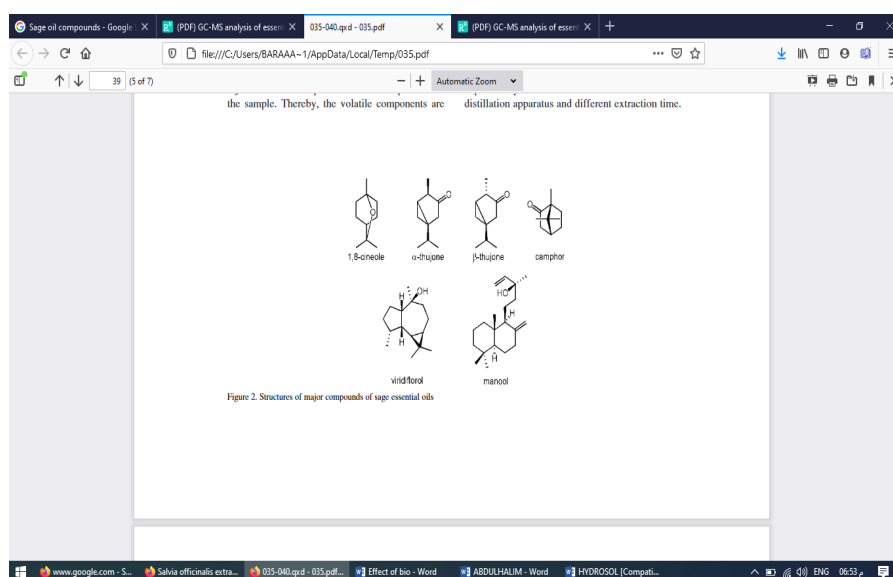 Sage oil compounds - Google
(PDF) GC-MS analysis of essen
035-040.qxd - 035.pdf
(PDF) GC-MS analysis of essen
file:///C:/Users/BARAAA~1/AppData/Local/Temp/035.pdf
39 (5 of 7)
Automatic Zoom
the sample. Thereby, the volatile components are
distillation apparatus and different extraction time.
O
O
O
O
1,8-cineole
α-thujone
β-thujone
camphor
H
OH
H
HO
H
H
viridiflorol
manool
Figure 2. Structures of major compounds of sage essential oils
www.google.com - S...
Salvia officinalis extra...
035-040.qxd - 035.pdf...
Effect of bio - Word
ABDULHALIM - Word
HYDROSOL [Compati...
ENG
06:53 م